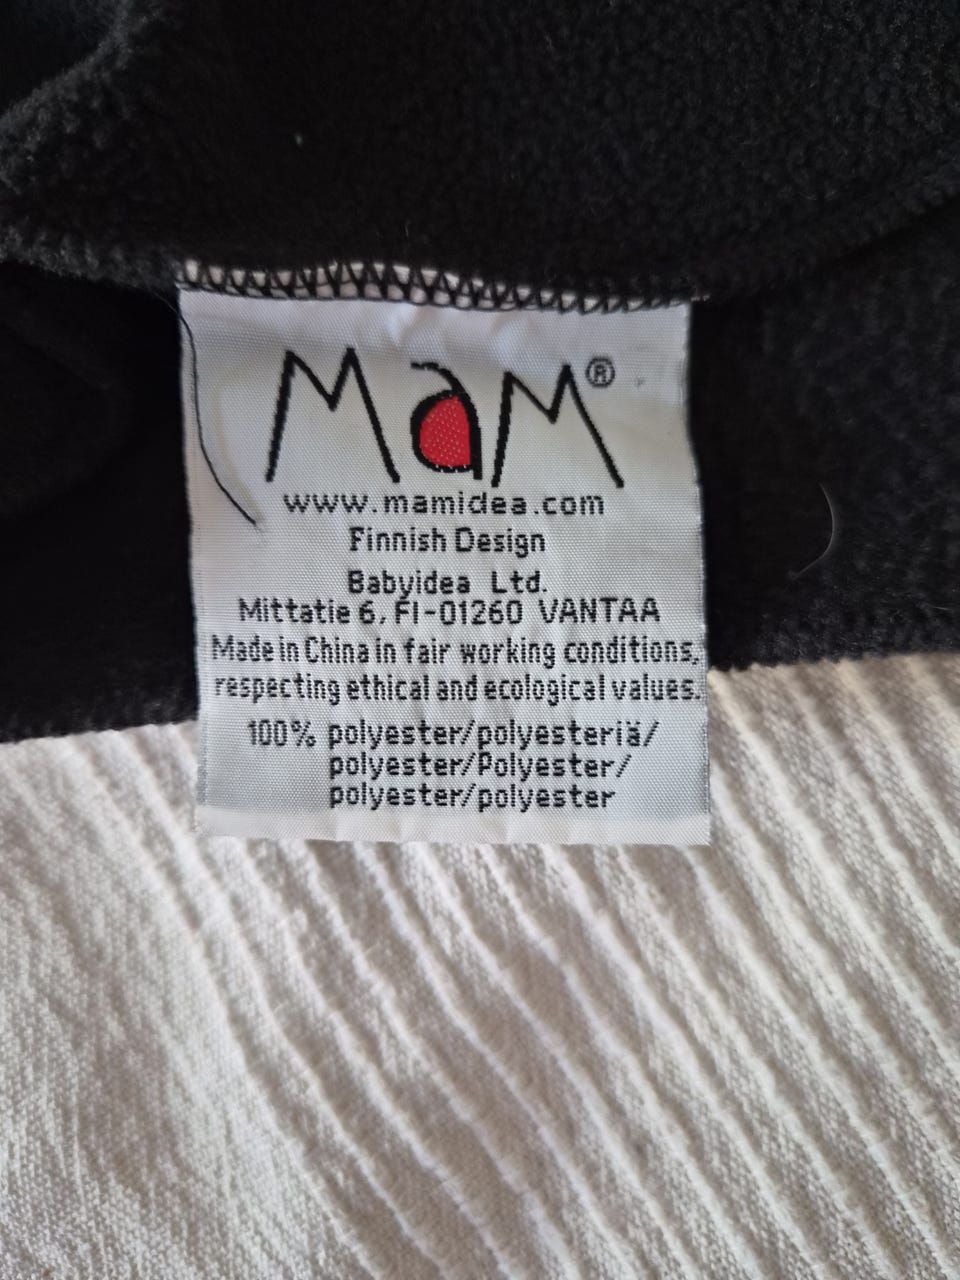 MaM®
www.mamidea.com
Finnish Design
Babyidea Ltd.
Mittatie 6, FI-01260 VANTAA
Made in China in fair working conditions,
respecting ethical and ecological values.
100% polyester/polyesteriä/
polyester/Polyester/
polyester/polyester